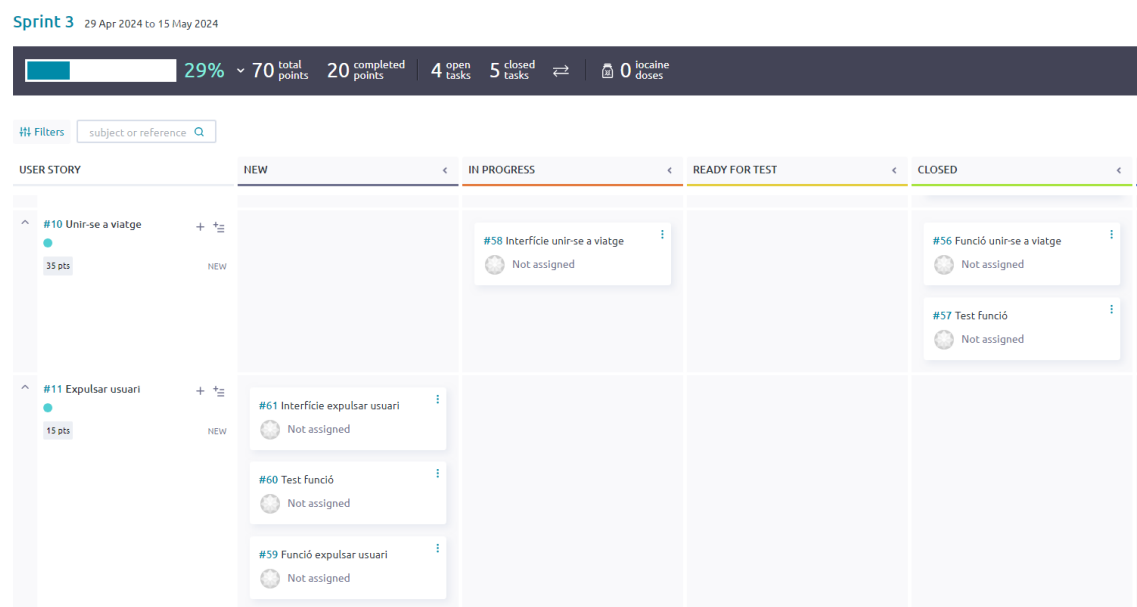 Sprint 3 29 Apr 2024 to 15 May 2024
29% 70 total points 20 completed points 4 open tasks 5 closed tasks 0 iocaine doses
Filters subject or reference
USER STORY NEW IN PROGRESS READY FOR TEST CLOSED
#10 Unir-se a viatge
35 pts NEW
#58 Interfície unir-se a viatge
Not assigned
#56 Funció unir-se a viatge
Not assigned
#57 Test funció
Not assigned
#11 Expulsar usuari
15 pts NEW
#61 Interfície expulsar usuari
Not assigned
#60 Test funció
Not assigned
#59 Funció expulsar usuari
Not assigned